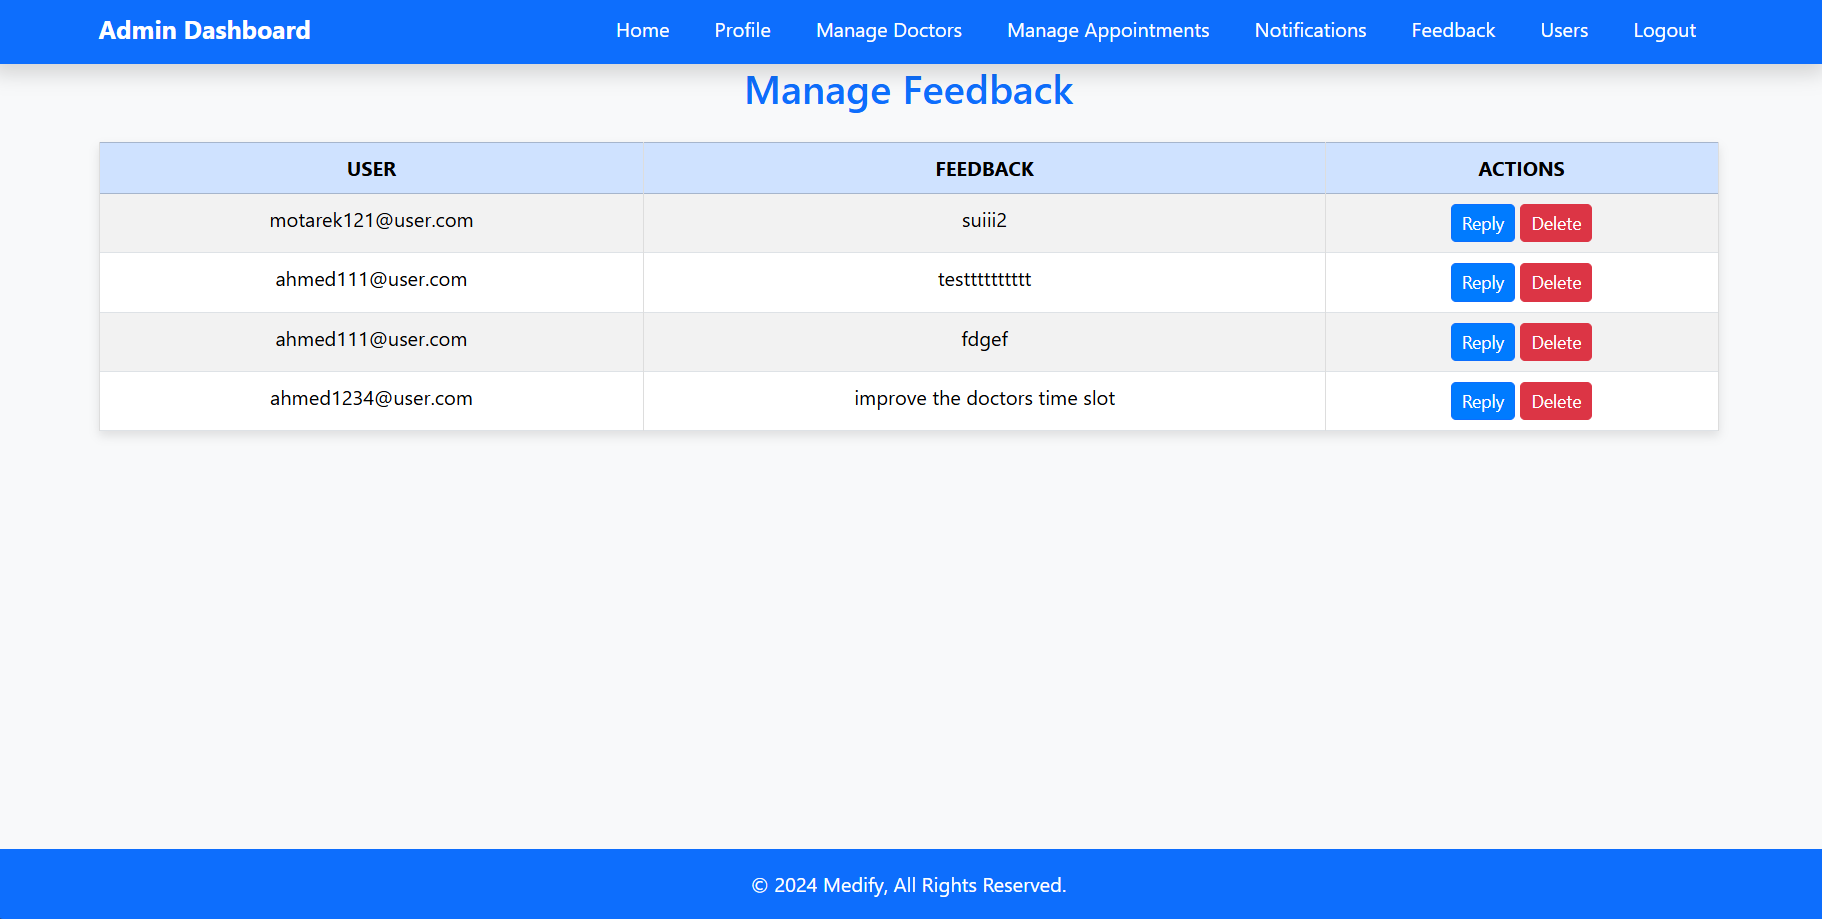 Admin Dashboard Home Profile Manage Doctors Manage Appointments Notifications Feedback Users Logout
Manage Feedback
USER FEEDBACK ACTIONS
motarek121@user.com suiii2 Reply Delete
ahmed111@user.com testttttttttt Reply Delete
ahmed111@user.com fdgef Reply Delete
ahmed1234@user.com improve the doctors time slot Reply Delete
© 2024 Medify, All Rights Reserved.